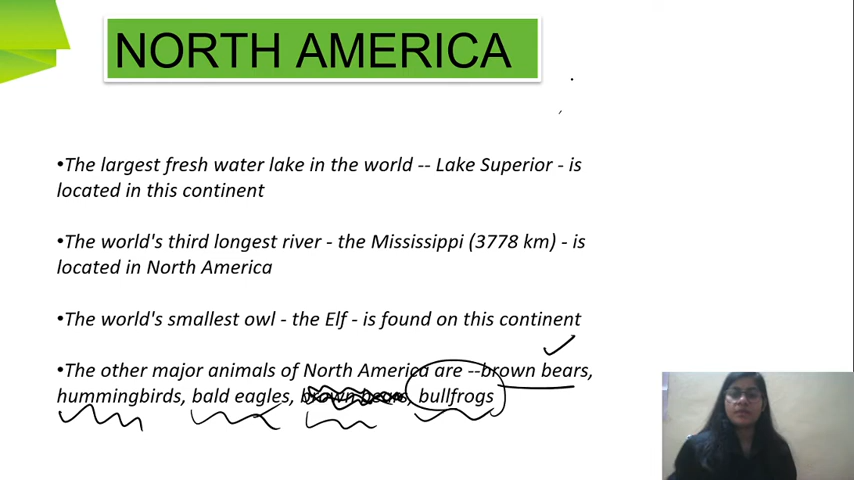 NORTH AMERICA
•The largest fresh water lake in the world -- Lake Superior - is
located in this continent
•The world's third longest river - the Mississippi (3778 km) - is
located in North America
•The world's smallest owl - the Elf - is found on this continent
•The other major animals of North America are --brown bears,
hummingbirds, bald eagles, brown bears, bullfrogs